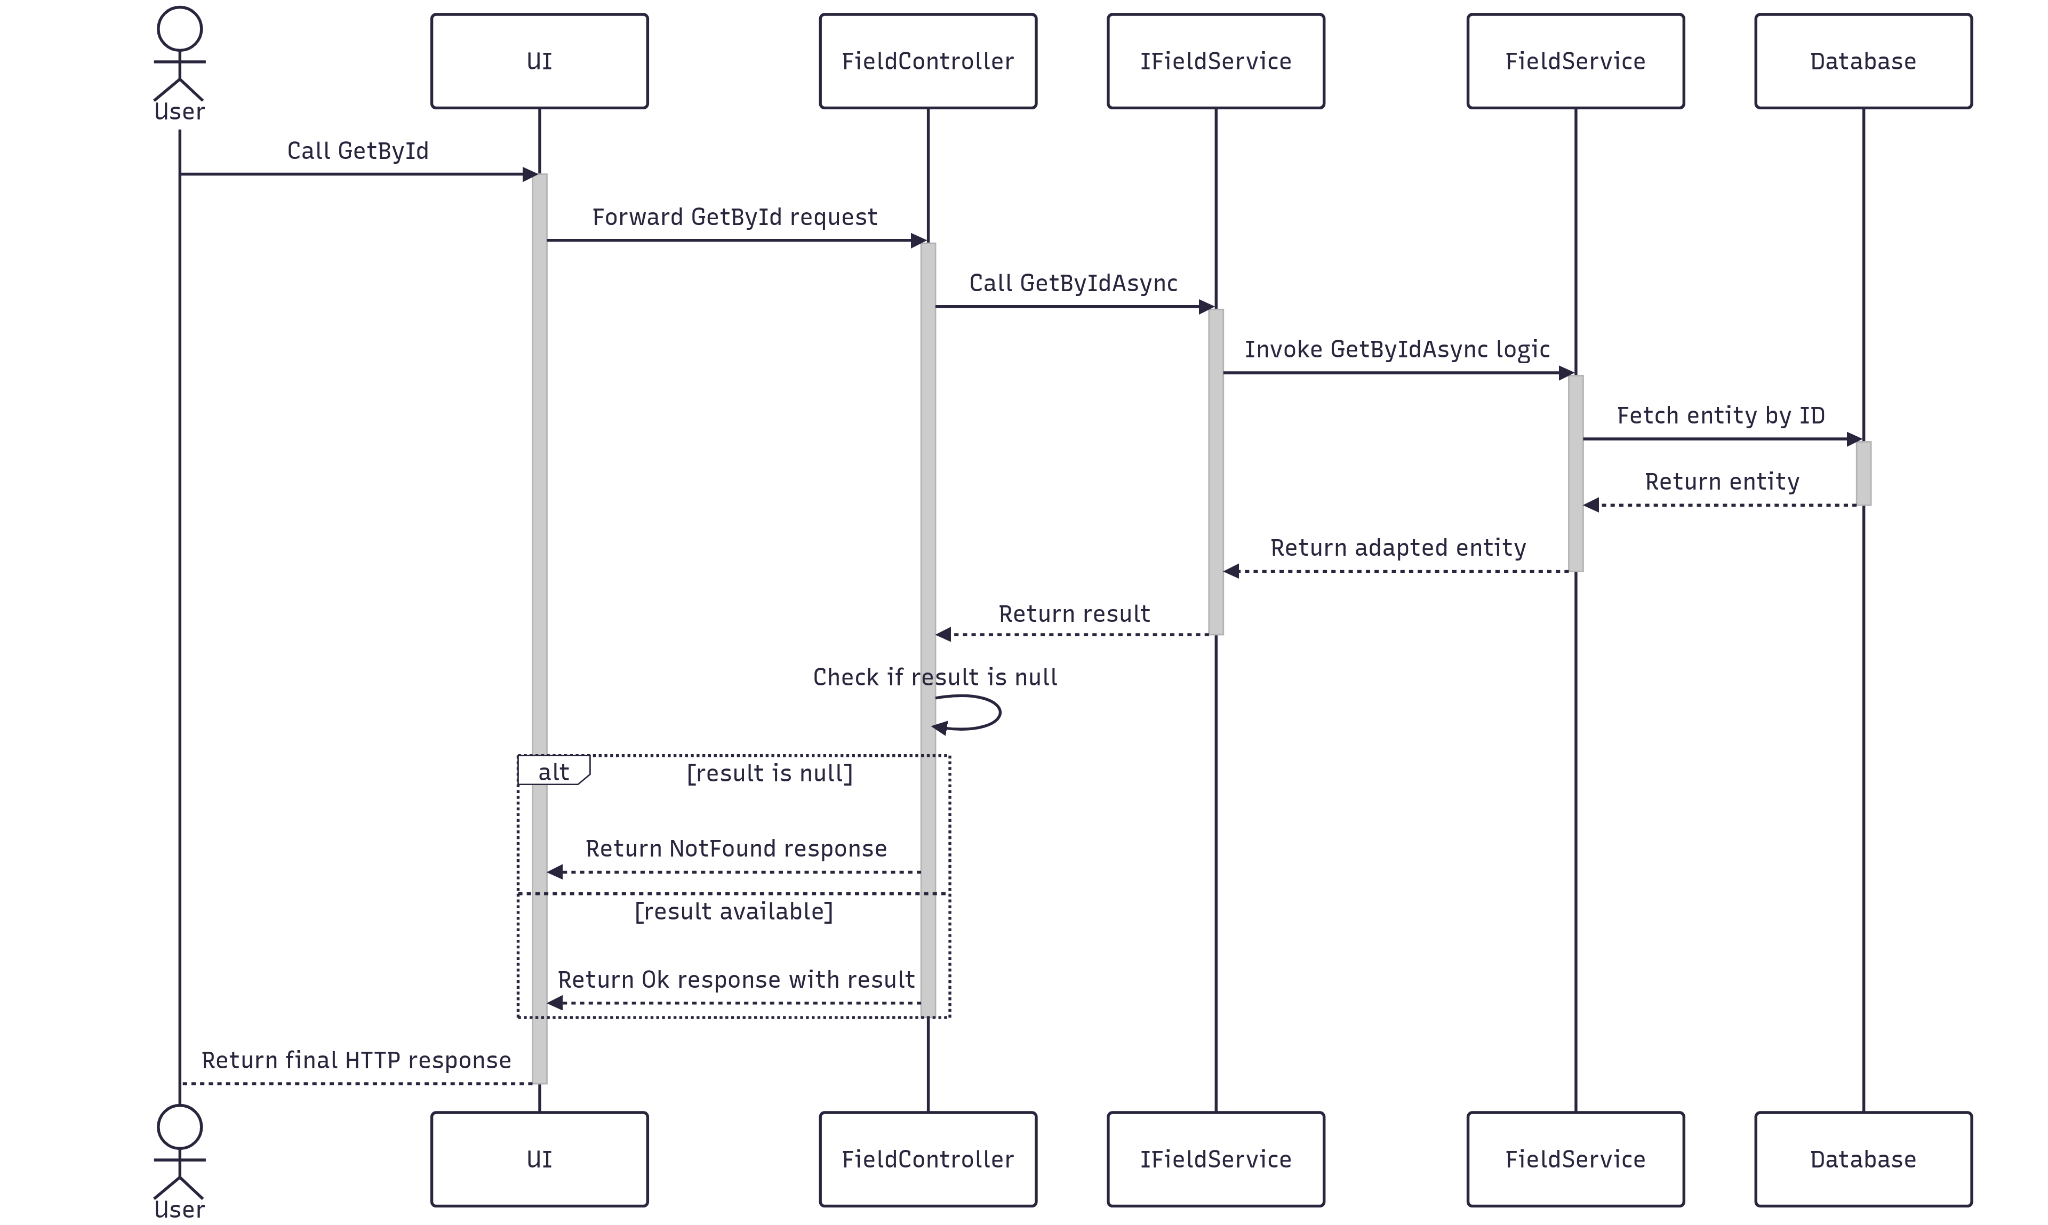 User
UI
FieldController
IFieldService
FieldService
Database
Call GetById
Forward GetById request
Call GetByIdAsync
Invoke GetByIdAsync logic
Fetch entity by ID
Return entity
Return adapted entity
Return result
Check if result is null
alt
[result is null]
Return NotFound response
[result available]
Return Ok response with result
Return final HTTP response
User
UI
FieldController
IFieldService
FieldService
Database